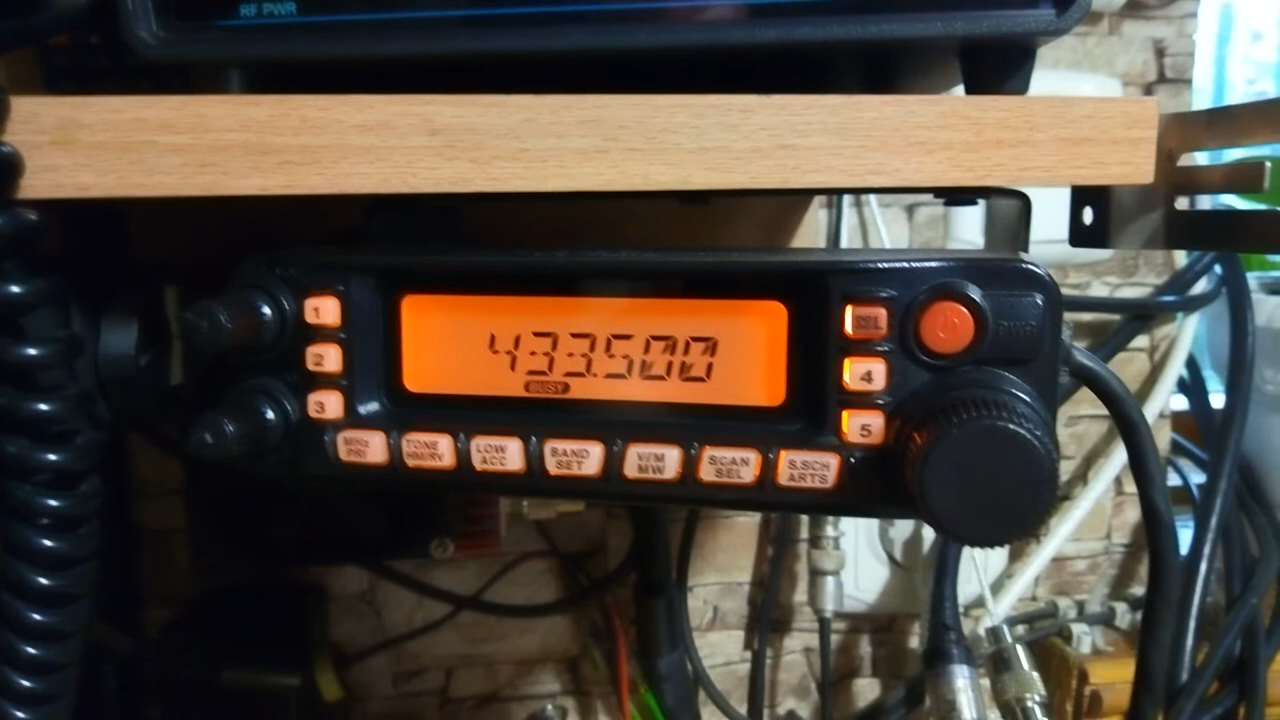 RF PWR
1
2
3
433.500
BUSY
SEL
4
5
PWR
MHz
PRI
TONE
HM/RV
LOW
ACC
BAND
SET
V/M
MW
SCAN
SEL
S.SCH
ARTS